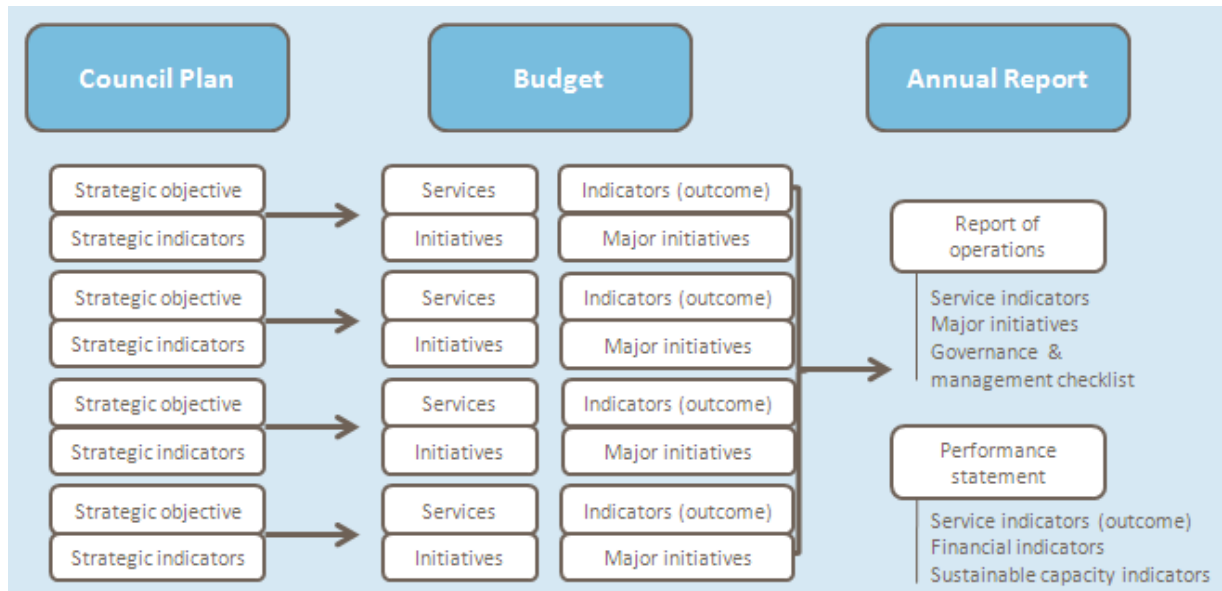 Council Plan
Budget
Annual Report
Strategic objective
Strategic indicators
Services
Initiatives
Indicators (outcome)
Major initiatives
Strategic objective
Strategic indicators
Services
Initiatives
Indicators (outcome)
Major initiatives
Strategic objective
Strategic indicators
Services
Initiatives
Indicators (outcome)
Major initiatives
Strategic objective
Strategic indicators
Services
Initiatives
Indicators (outcome)
Major initiatives
Report of
operations
Service indicators
Major initiatives
Governance &
management checklist
Performance
statement
Service indicators (outcome)
Financial indicators
Sustainable capacity indicators